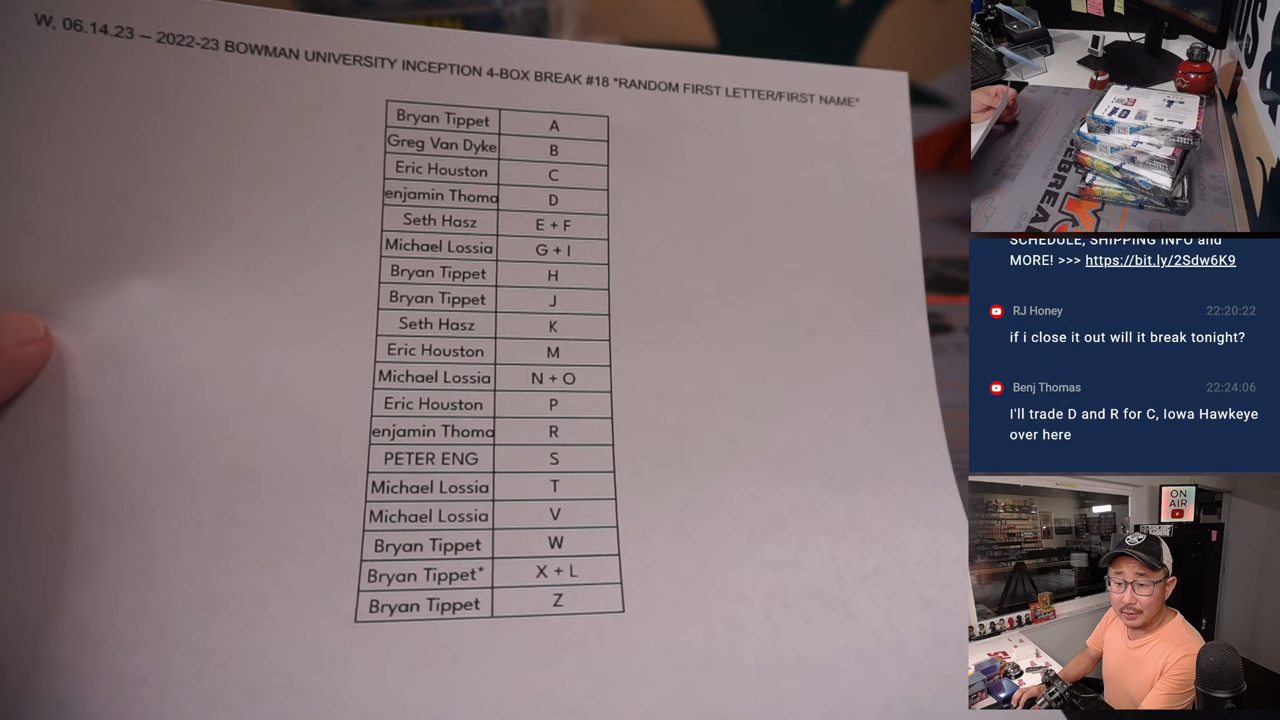 W, 06.14.23 – 2022-23 BOWMAN UNIVERSITY INCEPTION 4-BOX BREAK #18 *RANDOM FIRST LETTER/FIRST NAME*
Bryan Tippet A
Greg Van Dyke B
Eric Houston C
enjamin Thoma D
Seth Hasz E + F
Michael Lossia G + I
Bryan Tippet H
Bryan Tippet J
Seth Hasz K
Eric Houston M
Michael Lossia N + O
Eric Houston P
enjamin Thoma R
PETER ENG S
Michael Lossia T
Michael Lossia V
Bryan Tippet W
Bryan Tippet* X + L
Bryan Tippet Z
SCHEDULE, SHIPPING INFO and
MORE! >>> https://bit.ly/2Sdw6K9
RJ Honey 22:20:22
if i close it out will it break tonight?
Benj Thomas 22:24:06
I'll trade D and R for C, Iowa Hawkeye
over here
ON
AIR